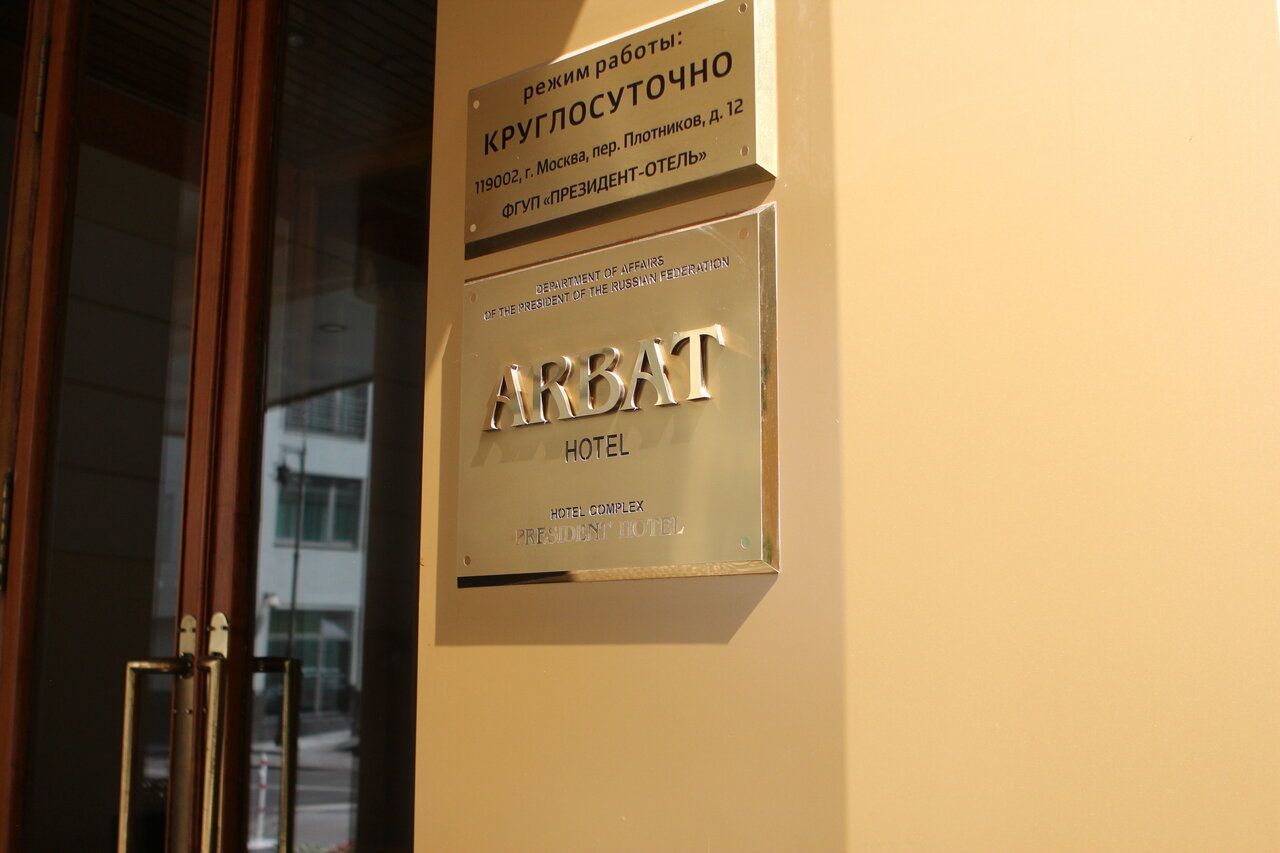 режим работы:
КРУГЛОСУТОЧНО
119002, г. Москва, пер. Плотников, д. 12
ФГУП «ПРЕЗИДЕНТ-ОТЕЛЬ»
DEPARTMENT OF AFFAIRS
OF THE PRESIDENT OF THE RUSSIAN FEDERATION
ARBAT
HOTEL
HOTEL COMPLEX
PRESIDENT HOTEL